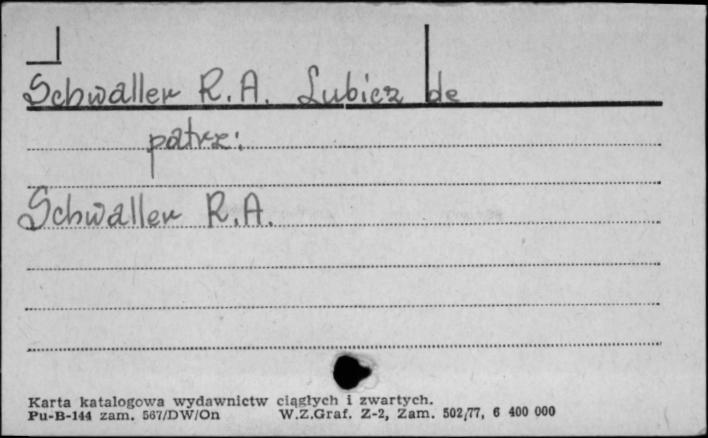 Schwaller R.A. Lubicz de
patrz:
Schwaller R.A.
Karta katalogowa wydawnictw ciągłych i zwartych.
Pu-B-144 zam. 567/DW/On W.Z.Graf. Z-2, Zam. 502/77, 6 400 000